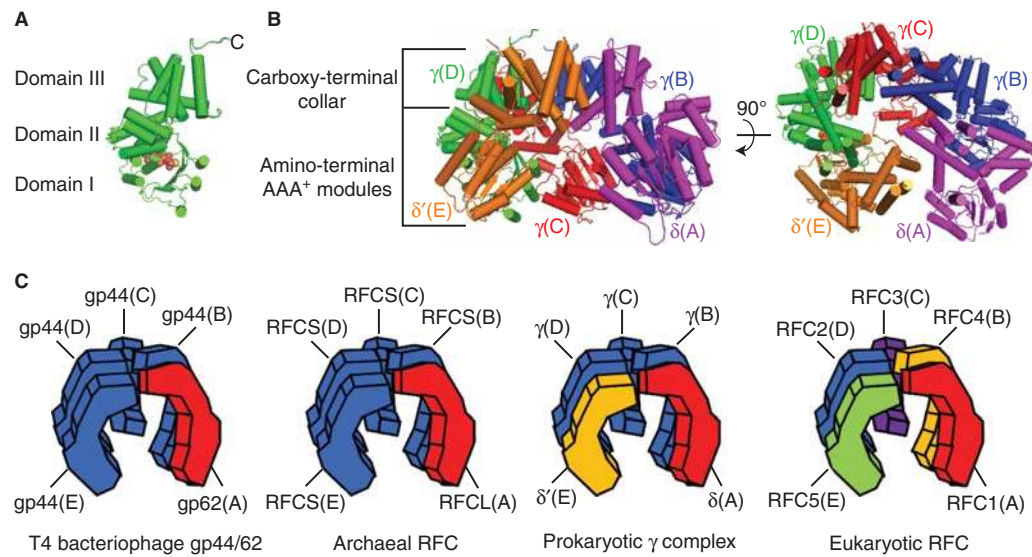 A
C
Domain III
Domain II
Domain I
B
Carboxy-terminal
collar
Amino-terminal
AAA+ modules
γ(D)
γ(B)
δ′(E)
γ(C)
δ(A)
90°
γ(D)
γ(C)
γ(B)
δ′(E)
δ(A)
C
gp44(C)
gp44(D)
gp44(B)
gp44(E)
gp62(A)
T4 bacteriophage gp44/62
RFCS(C)
RFCS(D)
RFCS(B)
RFCS(E)
RFCL(A)
Archaeal RFC
γ(C)
γ(D)
γ(B)
δ′(E)
δ(A)
Prokaryotic γ complex
RFC3(C)
RFC2(D)
RFC4(B)
RFC5(E)
RFC1(A)
Eukaryotic RFC